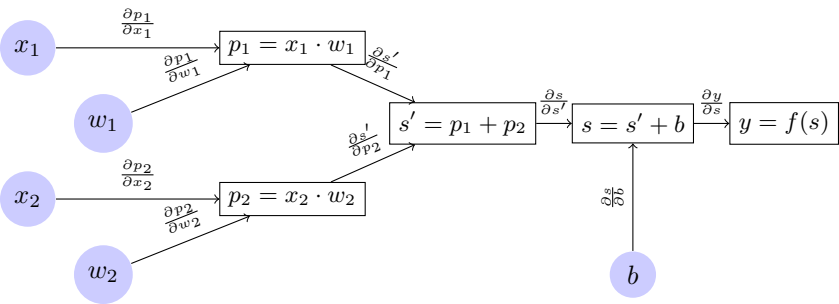 x₁
∂p₁/∂x₁
p₁ = x₁ · w₁
∂p₁/∂w₁
w₁
∂s′/∂p₁
s′ = p₁ + p₂
∂s/∂s′
s = s′ + b
∂y/∂s
y = f(s)
x₂
∂p₂/∂x₂
p₂ = x₂ · w₂
∂s′/∂p₂
∂p₂/∂w₂
w₂
∂s/∂b
b